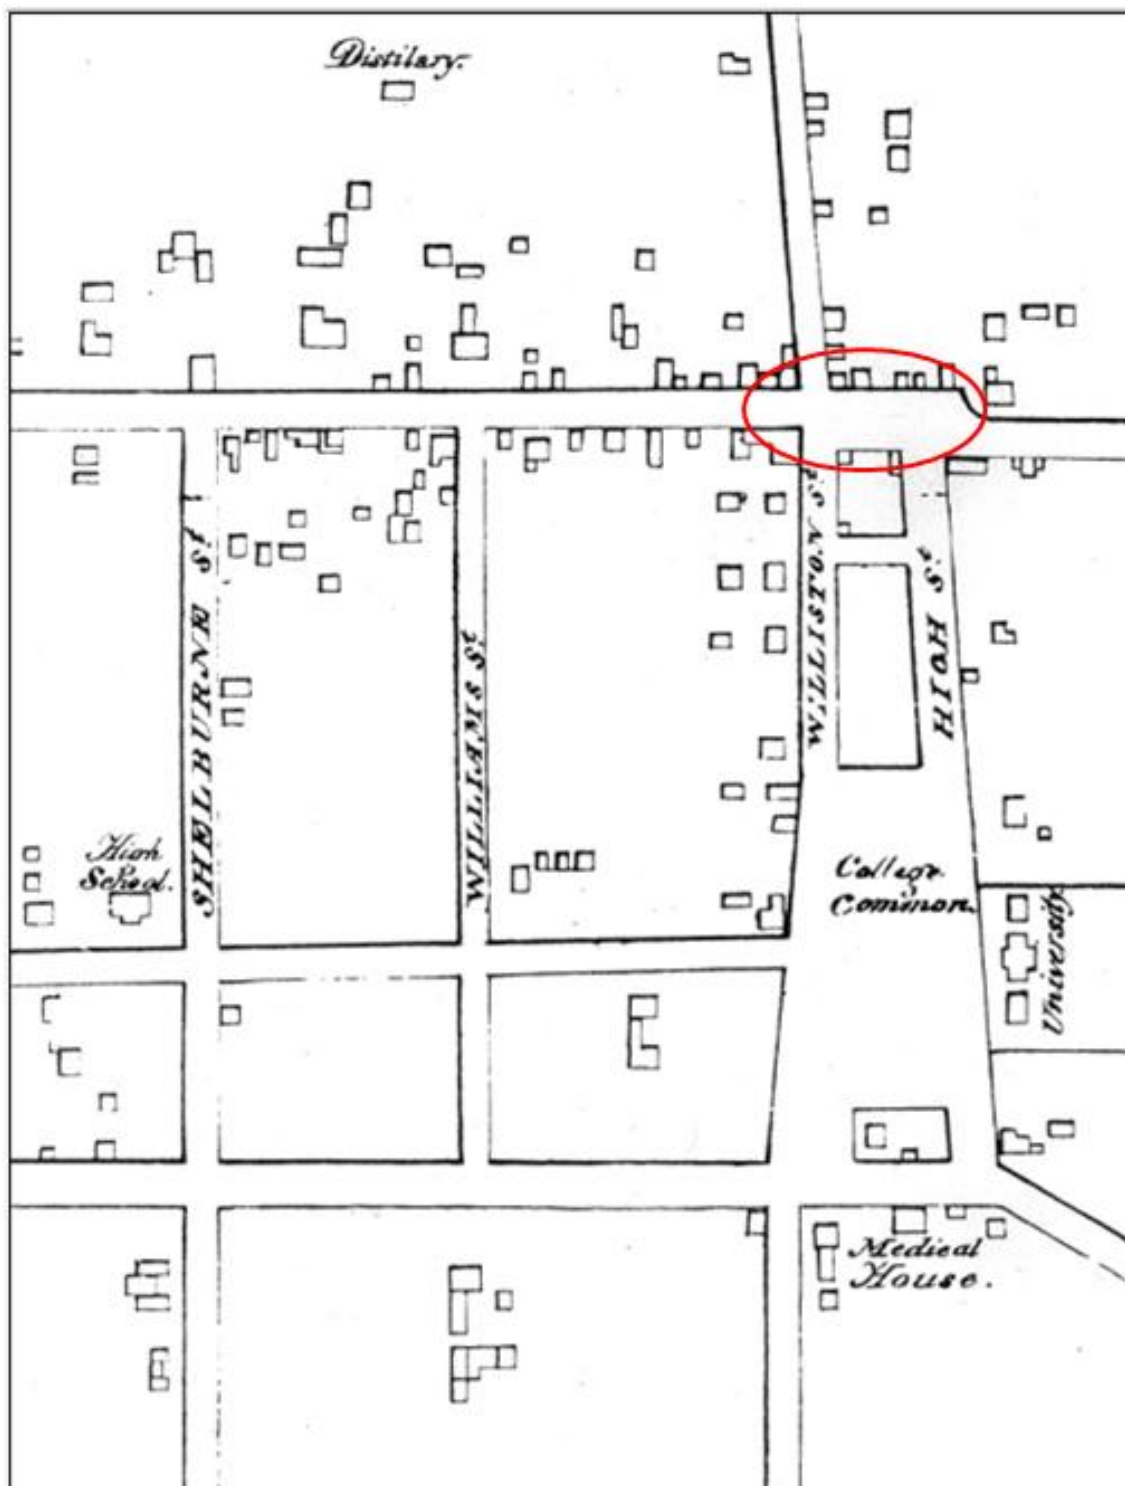 Distilary.
SHELBURNE St.
WILLIAMS St.
WILLISTON St.
HIGH St.
High
School.
College
Common.
University.
Medical
House.